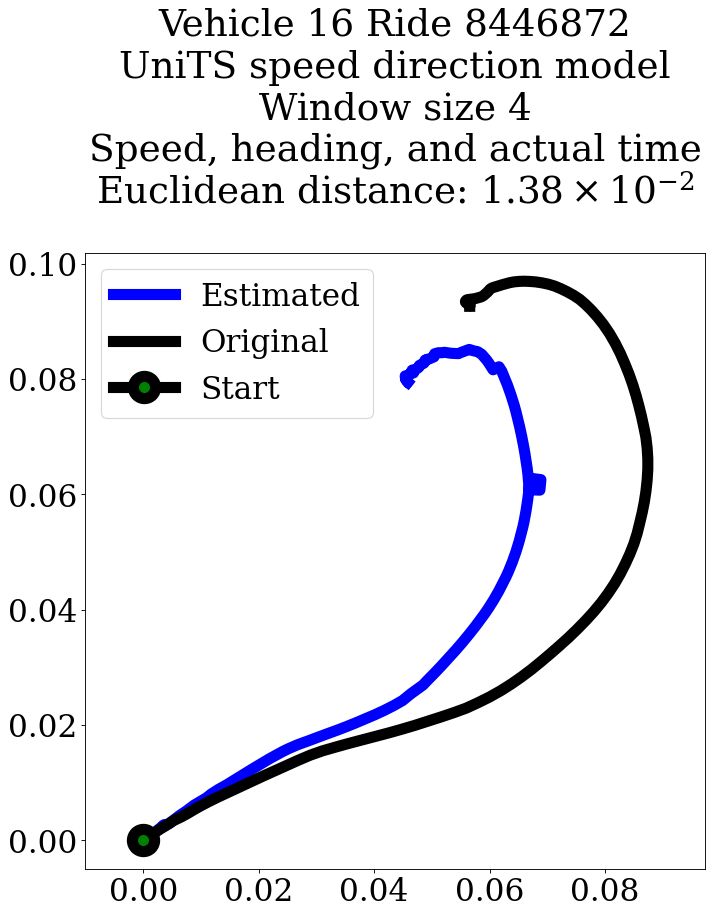 Vehicle 16 Ride 8446872
UniTS speed direction model
Window size 4
Speed, heading, and actual time
Euclidean distance: 1.38 × 10⁻²
0.10
0.08
0.06
0.04
0.02
0.00
Estimated
Original
Start
0.00 0.02 0.04 0.06 0.08